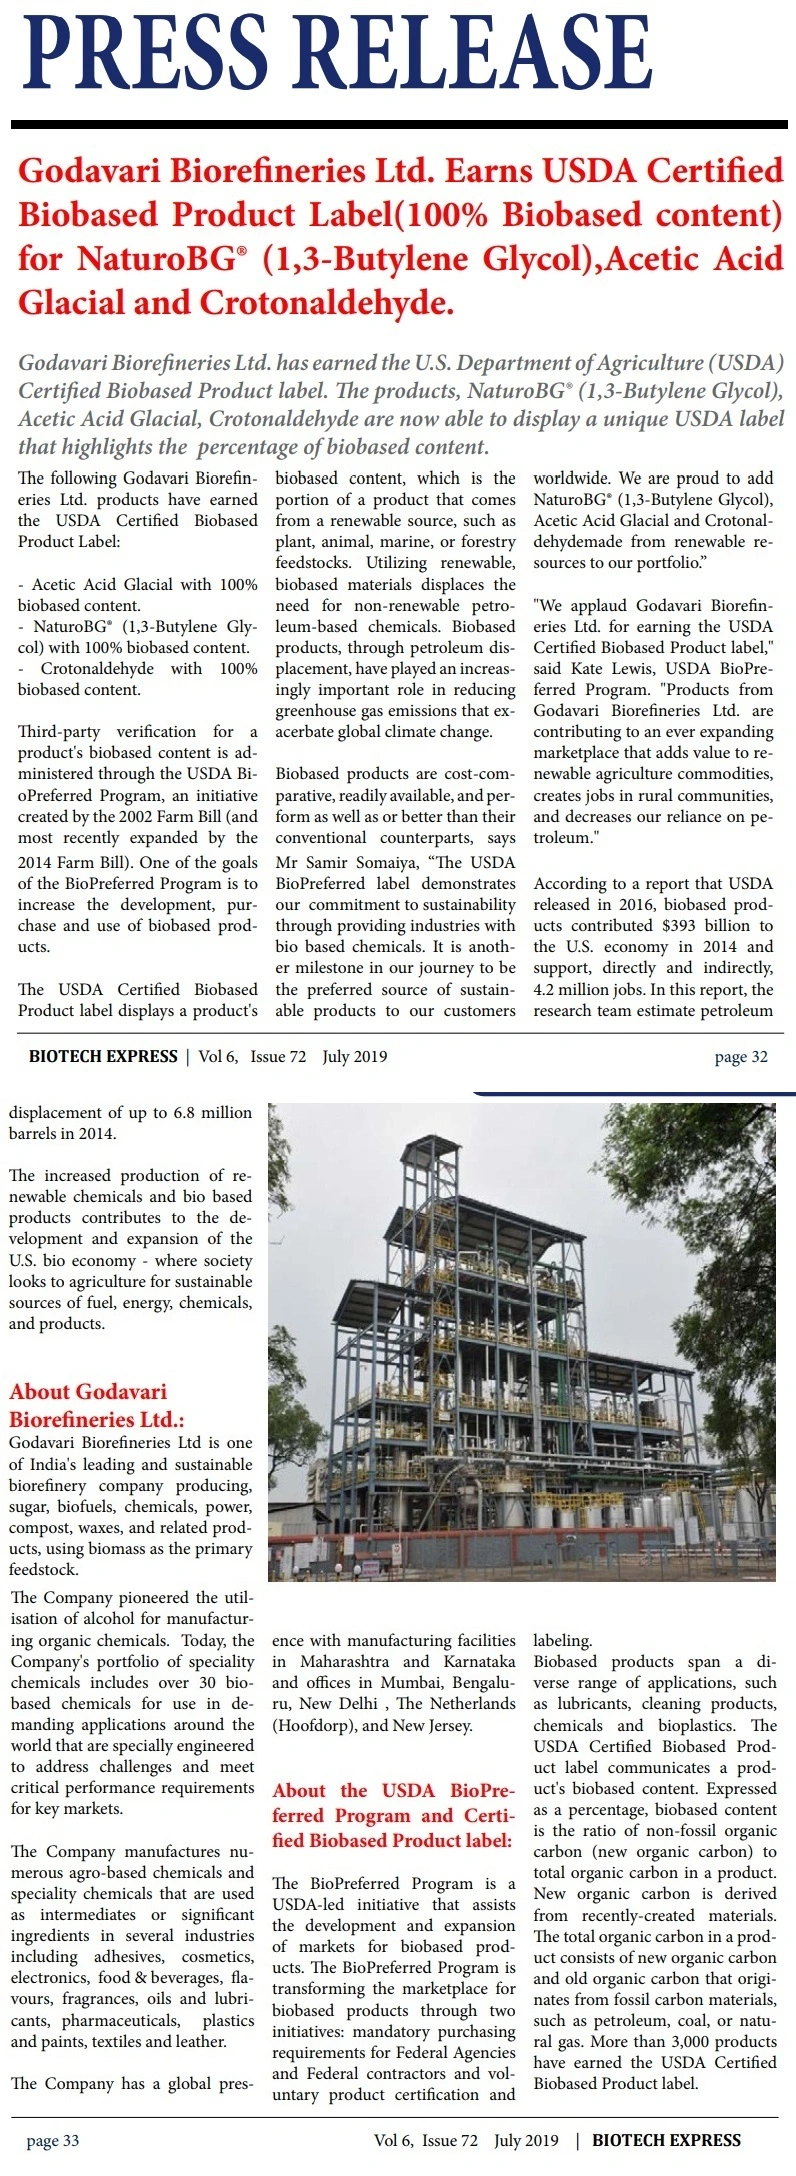 PRESS RELEASE
Godavari Biorefineries Ltd. Earns USDA Certified
Biobased Product Label(100% Biobased content)
for NaturoBG® (1,3-Butylene Glycol),Acetic Acid
Glacial and Crotonaldehyde.
Godavari Biorefineries Ltd. has earned the U.S. Department of Agriculture (USDA)
Certified Biobased Product label. The products, NaturoBG® (1,3-Butylene Glycol),
Acetic Acid Glacial, Crotonaldehyde are now able to display a unique USDA label
that highlights the percentage of biobased content.
The following Godavari Biorefin-
eries Ltd. products have earned
the USDA Certified Biobased
Product Label:
- Acetic Acid Glacial with 100%
biobased content.
- NaturoBG® (1,3-Butylene Gly-
col) with 100% biobased content.
- Crotonaldehyde with 100%
biobased content.
Third-party verification for a
product's biobased content is ad-
ministered through the USDA Bi-
oPreferred Program, an initiative
created by the 2002 Farm Bill (and
most recently expanded by the
2014 Farm Bill). One of the goals
of the BioPreferred Program is to
increase the development, pur-
chase and use of biobased prod-
ucts.
The USDA Certified Biobased
Product label displays a product's
biobased content, which is the
portion of a product that comes
from a renewable source, such as
plant, animal, marine, or forestry
feedstocks. Utilizing renewable,
biobased materials displaces the
need for non-renewable petro-
leum-based chemicals. Biobased
products, through petroleum dis-
placement, have played an increas-
ingly important role in reducing
greenhouse gas emissions that ex-
acerbate global climate change.
Biobased products are cost-com-
parative, readily available, and per-
form as well as or better than their
conventional counterparts, says
Mr Samir Somaiya, “The USDA
BioPreferred label demonstrates
our commitment to sustainability
through providing industries with
bio based chemicals. It is anoth-
er milestone in our journey to be
the preferred source of sustain-
able products to our customers
worldwide. We are proud to add
NaturoBG® (1,3-Butylene Glycol),
Acetic Acid Glacial and Crotonal-
dehydemade from renewable re-
sources to our portfolio.”
"We applaud Godavari Biorefin-
eries Ltd. for earning the USDA
Certified Biobased Product label,"
said Kate Lewis, USDA BioPre-
ferred Program. "Products from
Godavari Biorefineries Ltd. are
contributing to an ever expanding
marketplace that adds value to re-
newable agriculture commodities,
creates jobs in rural communities,
and decreases our reliance on pe-
troleum."
According to a report that USDA
released in 2016, biobased prod-
ucts contributed $393 billion to
the U.S. economy in 2014 and
support, directly and indirectly,
4.2 million jobs. In this report, the
research team estimate petroleum
BIOTECH EXPRESS | Vol 6, Issue 72 July 2019
page 32
displacement of up to 6.8 million
barrels in 2014.
The increased production of re-
newable chemicals and bio based
products contributes to the de-
velopment and expansion of the
U.S. bio economy - where society
looks to agriculture for sustainable
sources of fuel, energy, chemicals,
and products.
About Godavari
Biorefineries Ltd.:
Godavari Biorefineries Ltd is one
of India's leading and sustainable
biorefinery company producing,
sugar, biofuels, chemicals, power,
compost, waxes, and related prod-
ucts, using biomass as the primary
feedstock.
The Company pioneered the util-
isation of alcohol for manufactur-
ing organic chemicals. Today, the
Company's portfolio of speciality
chemicals includes over 30 bio-
based chemicals for use in de-
manding applications around the
world that are specially engineered
to address challenges and meet
critical performance requirements
for key markets.
The Company manufactures nu-
merous agro-based chemicals and
speciality chemicals that are used
as intermediates or significant
ingredients in several industries
including adhesives, cosmetics,
electronics, food & beverages, fla-
vours, fragrances, oils and lubri-
cants, pharmaceuticals, plastics
and paints, textiles and leather.
The Company has a global pres-
ence with manufacturing facilities
in Maharashtra and Karnataka
and offices in Mumbai, Bengalu-
ru, New Delhi , The Netherlands
(Hoofdorp), and New Jersey.
About the USDA BioPre-
ferred Program and Certi-
fied Biobased Product label:
The BioPreferred Program is a
USDA-led initiative that assists
the development and expansion
of markets for biobased prod-
ucts. The BioPreferred Program is
transforming the marketplace for
biobased products through two
initiatives: mandatory purchasing
requirements for Federal Agencies
and Federal contractors and vol-
untary product certification and
labeling.
Biobased products span a di-
verse range of applications, such
as lubricants, cleaning products,
chemicals and bioplastics. The
USDA Certified Biobased Prod-
uct label communicates a prod-
uct's biobased content. Expressed
as a percentage, biobased content
is the ratio of non-fossil organic
carbon (new organic carbon) to
total organic carbon in a product.
New organic carbon is derived
from recently-created materials.
The total organic carbon in a prod-
uct consists of new organic carbon
and old organic carbon that origi-
nates from fossil carbon materials,
such as petroleum, coal, or natu-
ral gas. More than 3,000 products
have earned the USDA Certified
Biobased Product label.
page 33
Vol 6, Issue 72 July 2019 | BIOTECH EXPRESS